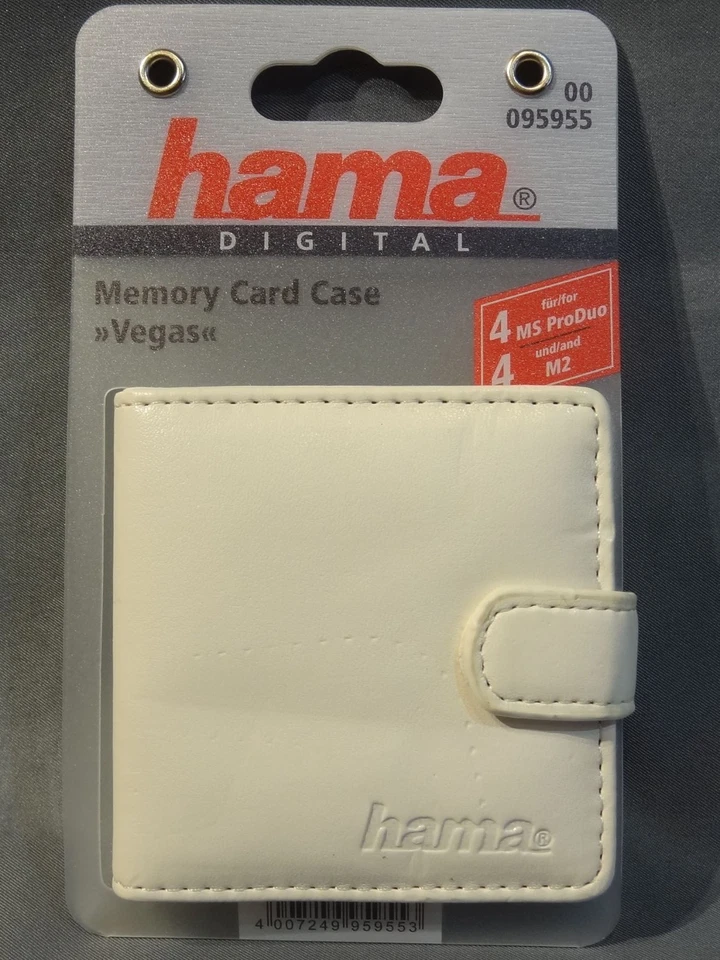 00
095955
hama®
DIGITAL
Memory Card Case
»Vegas«
für/for
4 MS ProDuo
und/and
4 M2
hama®
4 007249 959553